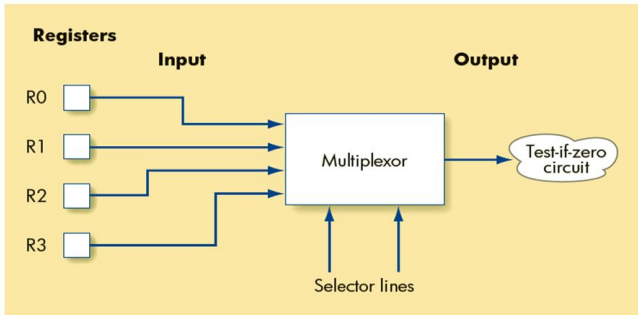 Registers
Input
Output
R0
R1
R2
R3
Multiplexor
Test-if-zero
circuit
Selector lines